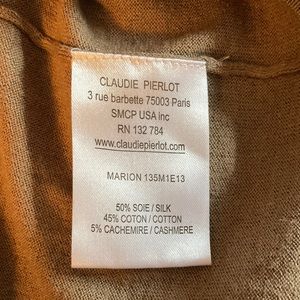 CLAUDIE PIERLOT
3 rue barbette 75003 Paris
SMCP USA inc
RN 132 784
www.claudiepierlot.com
MARION 135M1E13
50% SOIE / SILK
45% COTON / COTTON
5% CACHEMIRE / CASHMERE